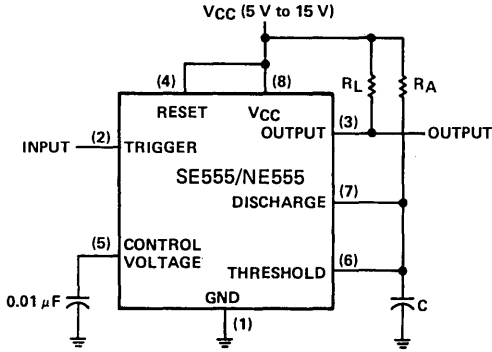 VCC (5 V to 15 V)
(4) (8)
RL RA
RESET VCC
OUTPUT (3) OUTPUT
INPUT (2) TRIGGER
SE555/NE555
(7)
DISCHARGE
(5) CONTROL
VOLTAGE
(6)
THRESHOLD
0.01 μF
GND
C
(1)